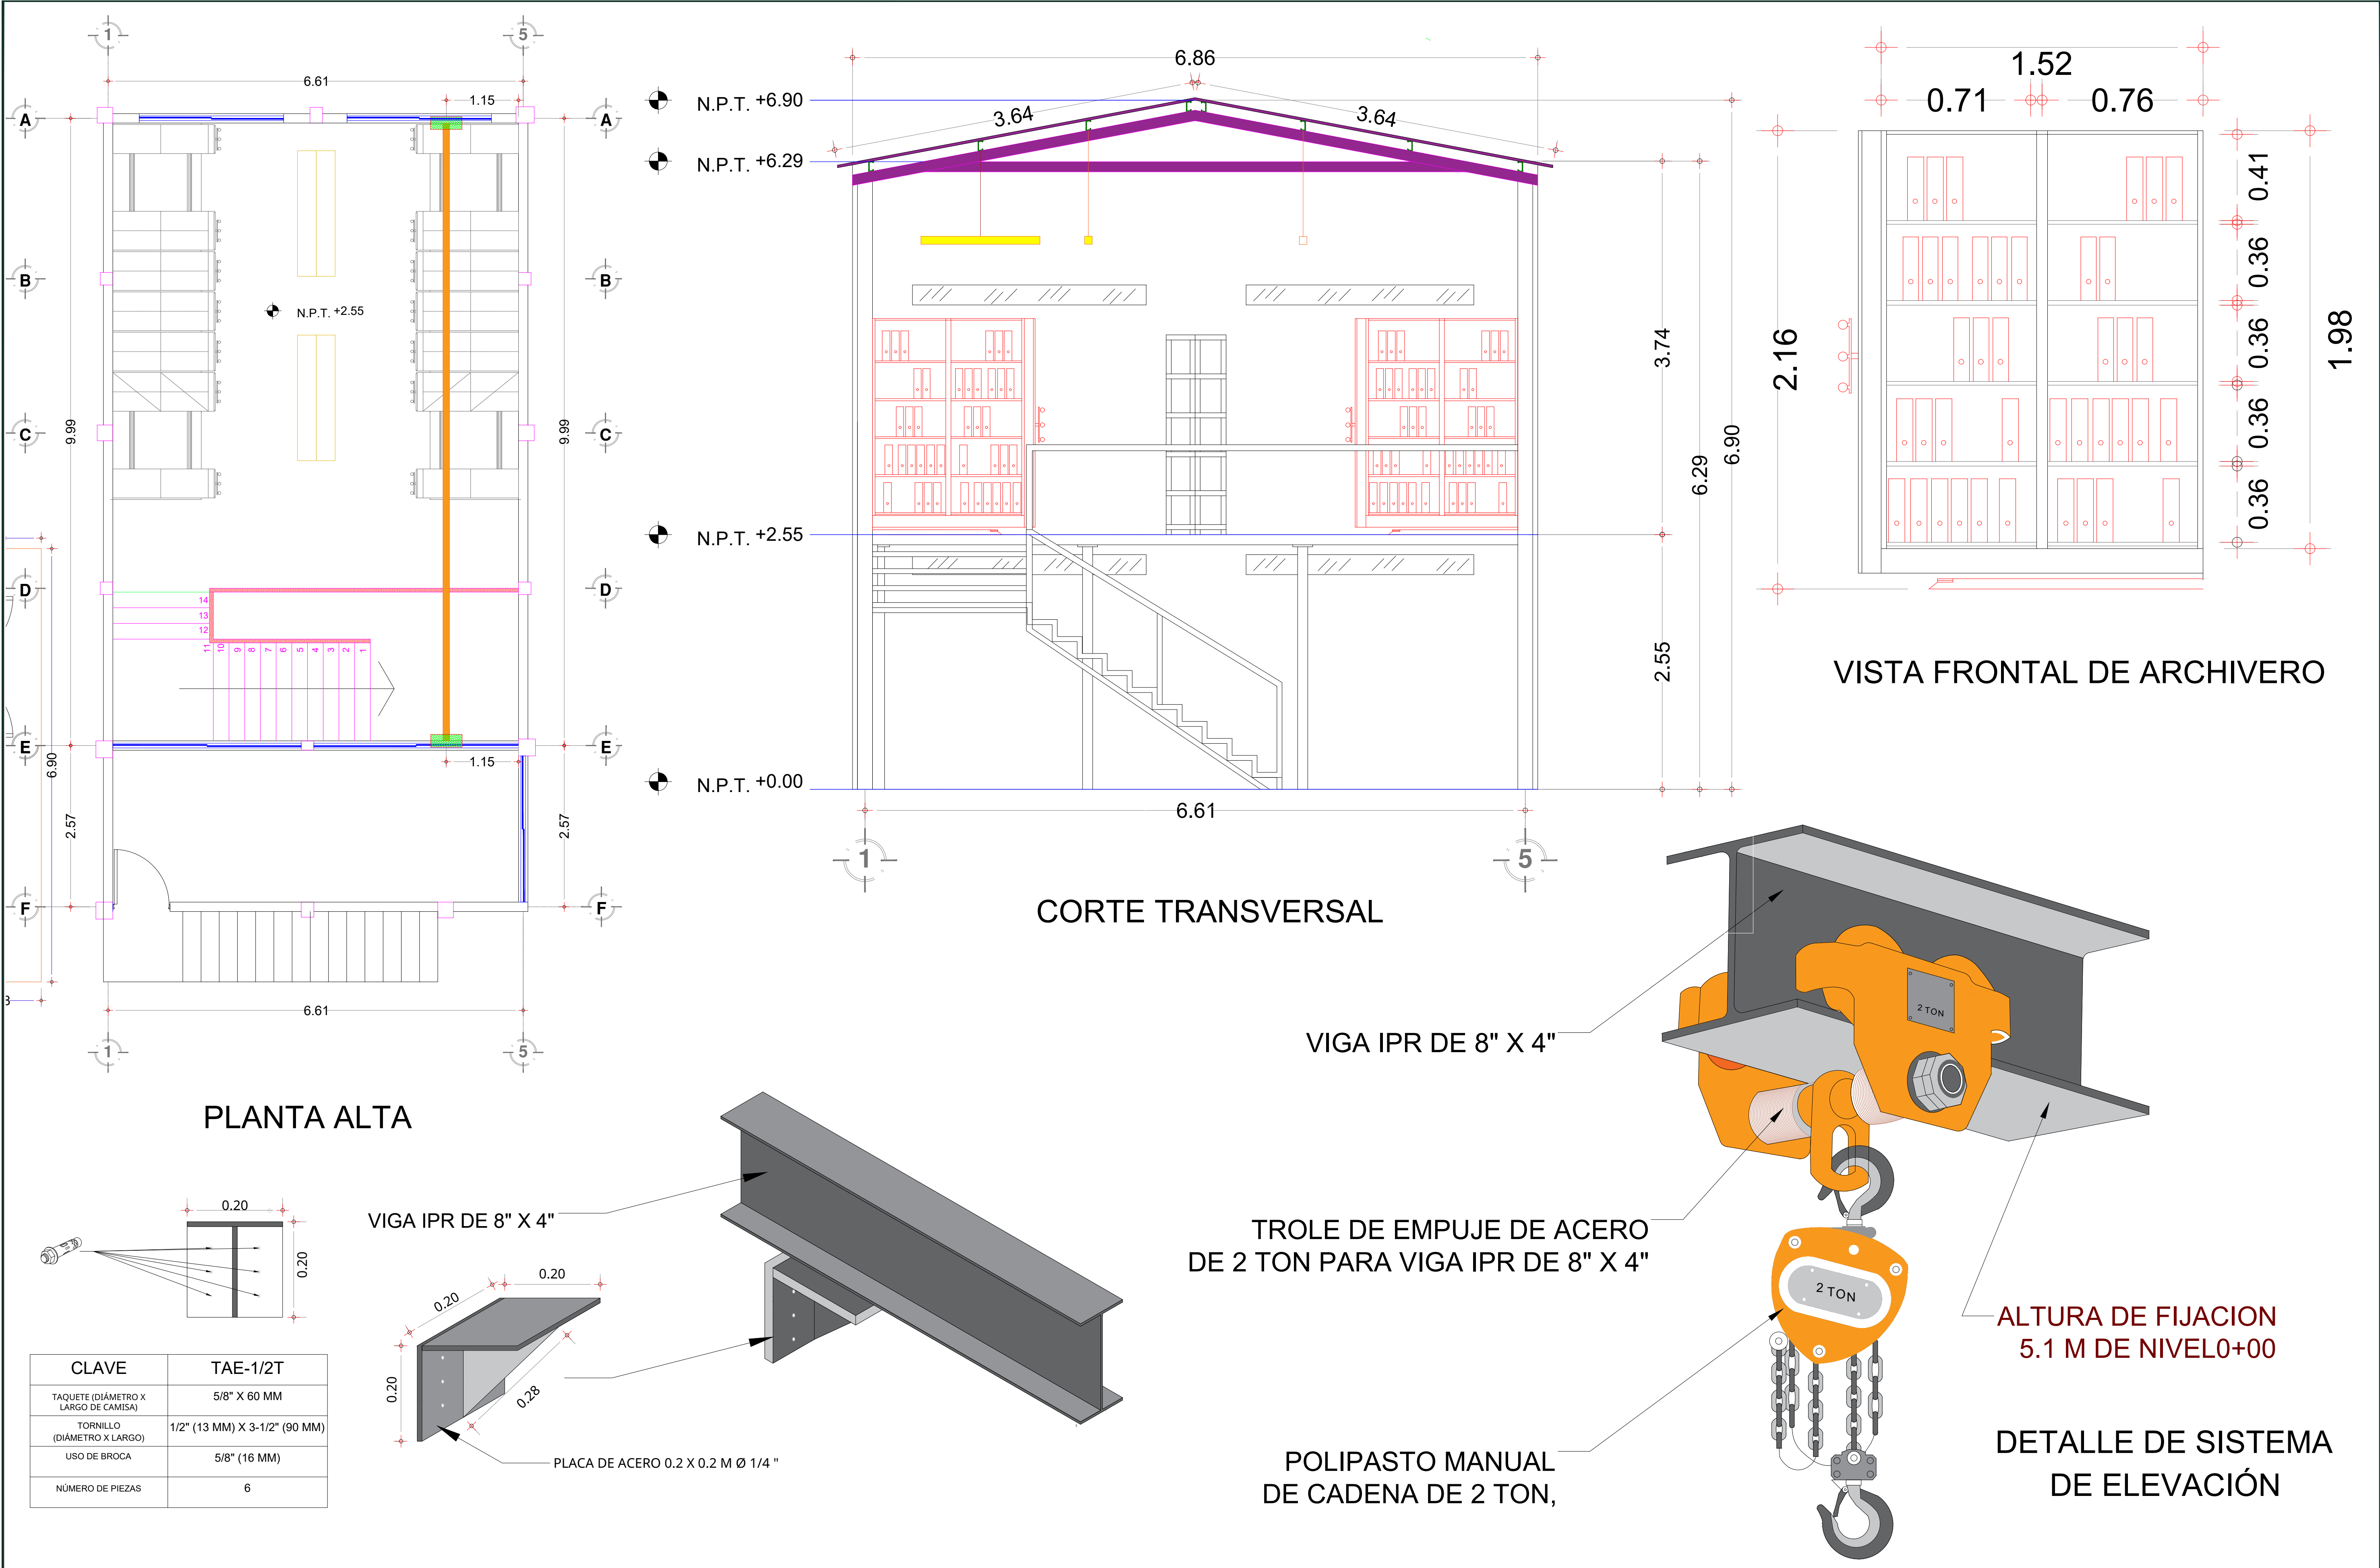 1
5
6.61
1.15
A
A
B
B
N.P.T. +2.55
C
C
9.99
9.99
D
D
14
13
12
11
10
9
8
7
6
5
4
3
2
1
E
E
1.15
6.90
2.57
2.57
F
F
6.61
1
5
PLANTA ALTA
6.86
N.P.T. +6.90
3.64
3.64
N.P.T. +6.29
3.74
6.90
6.29
N.P.T. +2.55
2.55
N.P.T. +0.00
6.61
1
5
CORTE TRANSVERSAL
1.52
0.71
0.76
0.41
0.36
0.36
0.36
0.36
2.16
1.98
VISTA FRONTAL DE ARCHIVERO
0.20
0.20
CLAVE
TAE-1/2T
TAQUETE (DIÁMETRO X
LARGO DE CAMISA)
5/8" X 60 MM
TORNILLO
(DIÁMETRO X LARGO)
1/2" (13 MM) X 3-1/2" (90 MM)
USO DE BROCA
5/8" (16 MM)
NÚMERO DE PIEZAS
6
VIGA IPR DE 8" X 4"
0.20
0.20
0.20
0.28
PLACA DE ACERO 0.2 X 0.2 M Ø 1/4 "
VIGA IPR DE 8" X 4"
2 TON
TROLE DE EMPUJE DE ACERO
DE 2 TON PARA VIGA IPR DE 8" X 4"
2 TON
ALTURA DE FIJACION
5.1 M DE NIVEL0+00
POLIPASTO MANUAL
DE CADENA DE 2 TON,
DETALLE DE SISTEMA
DE ELEVACIÓN